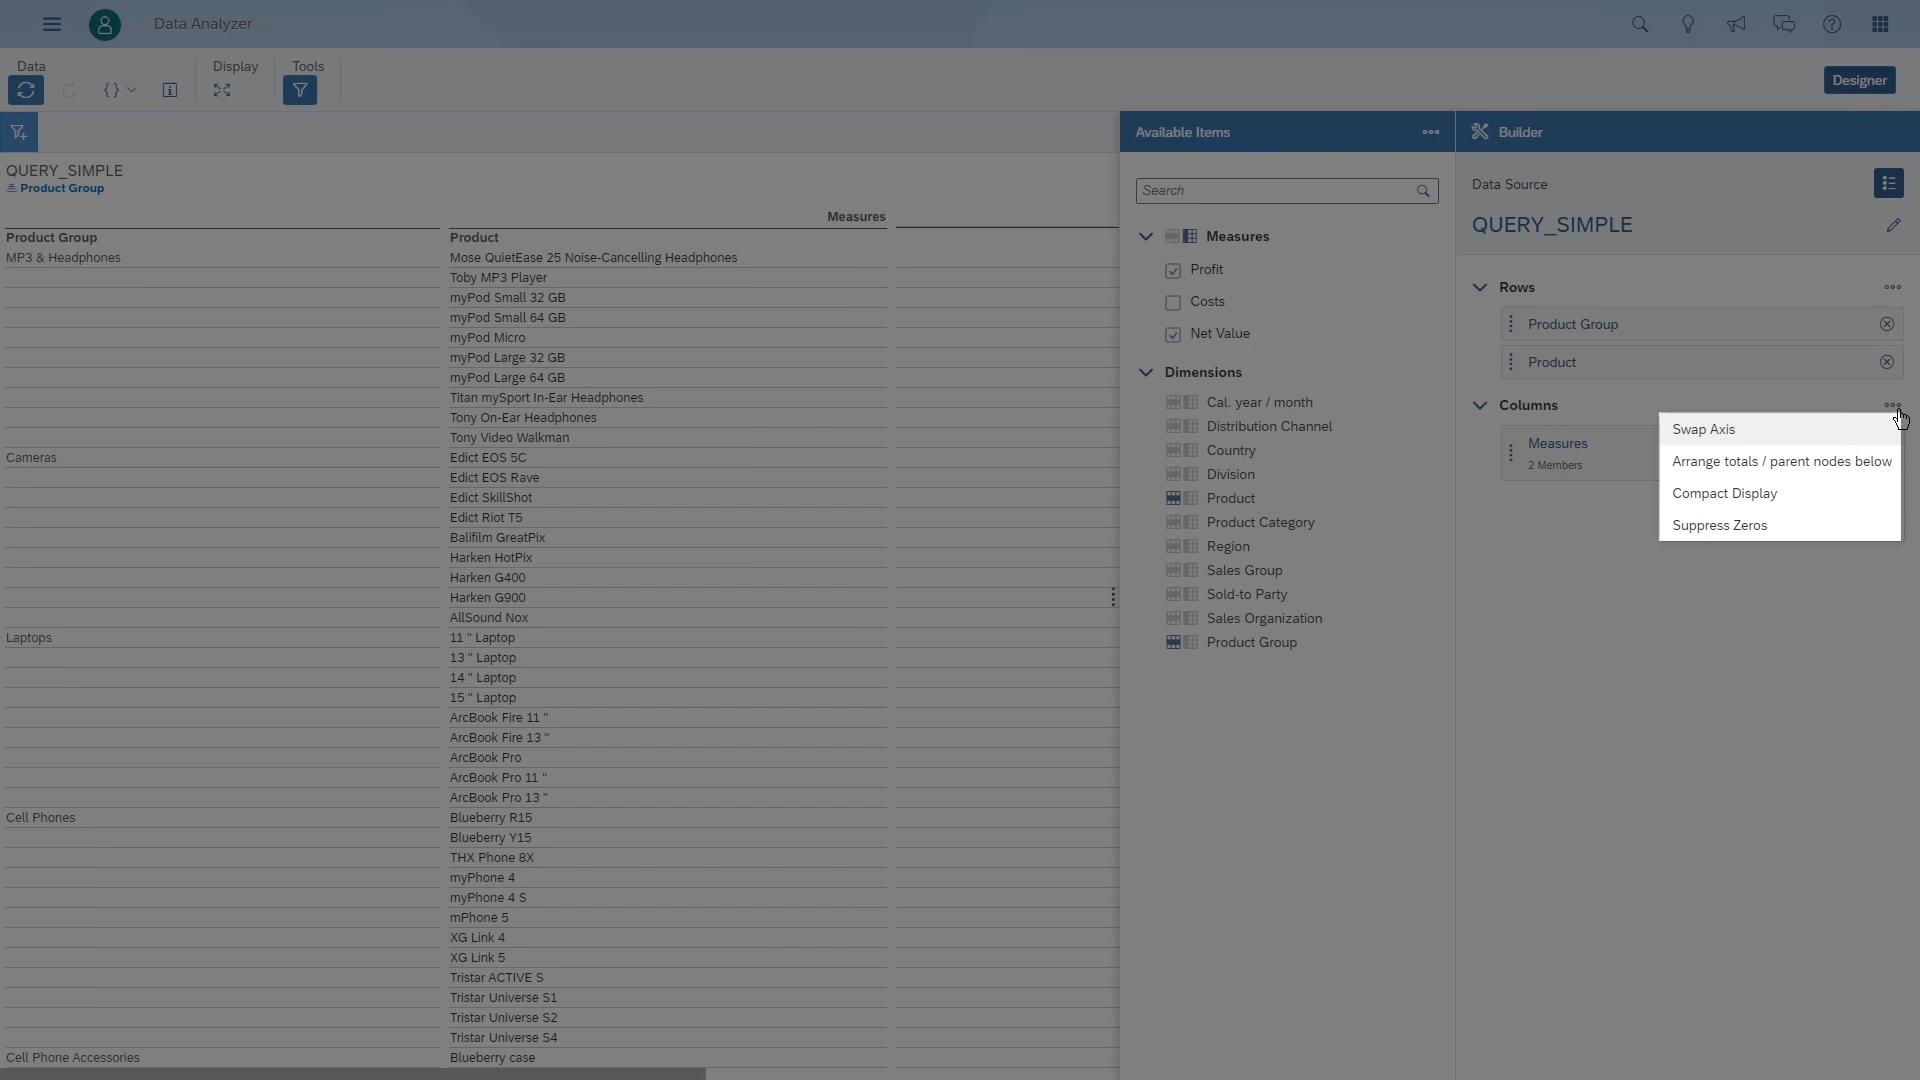 Data Analyzer
Data
Display
Tools
Designer
QUERY_SIMPLE
Product Group
Measures
Product Group
Product
MP3 & Headphones
Mose QuietEase 25 Noise-Cancelling Headphones
Toby MP3 Player
myPod Small 32 GB
myPod Small 64 GB
myPod Micro
myPod Large 32 GB
myPod Large 64 GB
Titan mySport In-Ear Headphones
Tony On-Ear Headphones
Tony Video Walkman
Cameras
Edict EOS 5C
Edict EOS Rave
Edict SkillShot
Edict Riot T5
Balifilm GreatPix
Harken HotPix
Harken G400
Harken G900
AllSound Nox
Laptops
11 " Laptop
13 " Laptop
14 " Laptop
15 " Laptop
ArcBook Fire 11 "
ArcBook Fire 13 "
ArcBook Pro
ArcBook Pro 11 "
ArcBook Pro 13 "
Cell Phones
Blueberry R15
Blueberry Y15
THX Phone 8X
myPhone 4
myPhone 4 S
mPhone 5
XG Link 4
XG Link 5
Tristar ACTIVE S
Tristar Universe S1
Tristar Universe S2
Tristar Universe S4
Cell Phone Accessories
Blueberry case
Available Items
Search
Measures
Profit
Costs
Net Value
Dimensions
Cal. year / month
Distribution Channel
Country
Division
Product
Product Category
Region
Sales Group
Sold-to Party
Sales Organization
Product Group
Builder
Data Source
QUERY_SIMPLE
Rows
Product Group
Product
Columns
Measures
2 Members
Swap Axis
Arrange totals / parent nodes below
Compact Display
Suppress Zeros